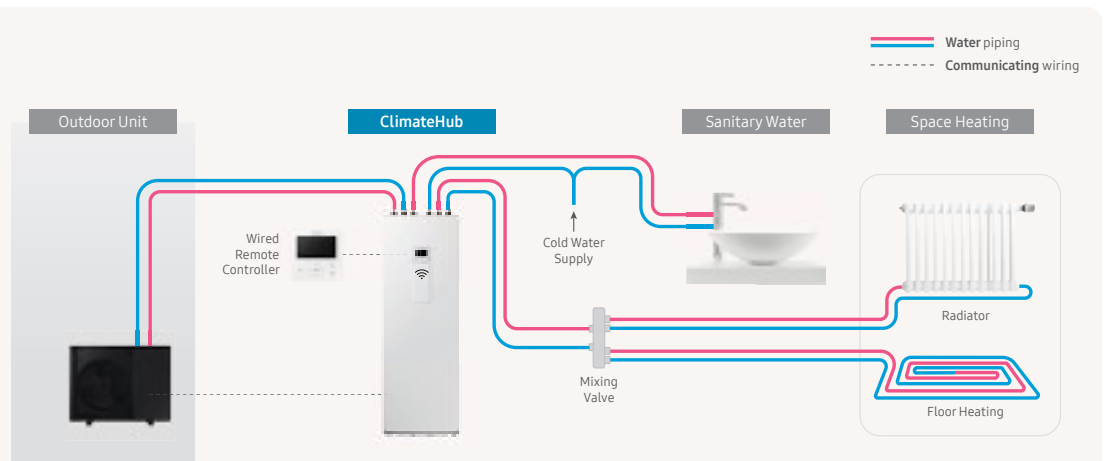 Water piping
Communicating wiring
Outdoor Unit
ClimateHub
Sanitary Water
Space Heating
Wired
Remote
Controller
Cold Water
Supply
Radiator
Mixing
Valve
Floor Heating